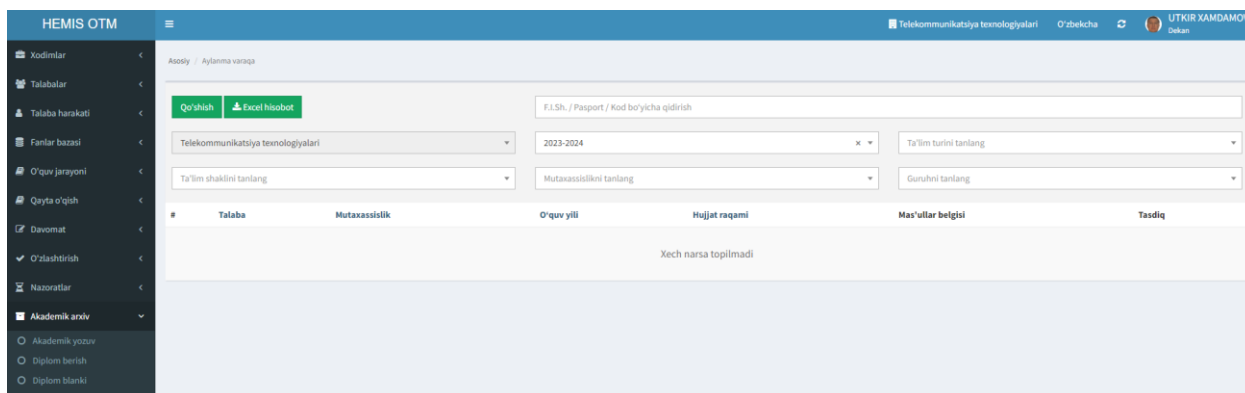 HEMIS OTM
Telekommunikatsiya texnologiyalari
O'zbekcha
UTKIR XAMDAMOV
Dekan
Xodimlar
Talabalar
Talaba harakati
Fanlar bazasi
O'quv jarayoni
Qayta o'qish
Davomat
O'zlashtirish
Nazoratlar
Akademik arxiv
Akademik yozuv
Diplom berish
Diplom blanki
Asosiy / Aylanma varaqa
Qo'shish
Excel hisobot
F.I.Sh. / Pasport / Kod bo'yicha qidirish
Telekommunikatsiya texnologiyalari
2023-2024
Ta'lim turini tanlang
Ta'lim shaklini tanlang
Mutaxassislikni tanlang
Guruhni tanlang
# Talaba Mutaxassislik O'quv yili Hujjat raqami Mas'ullar belgisi Tasdiq
Xech narsa topilmadi